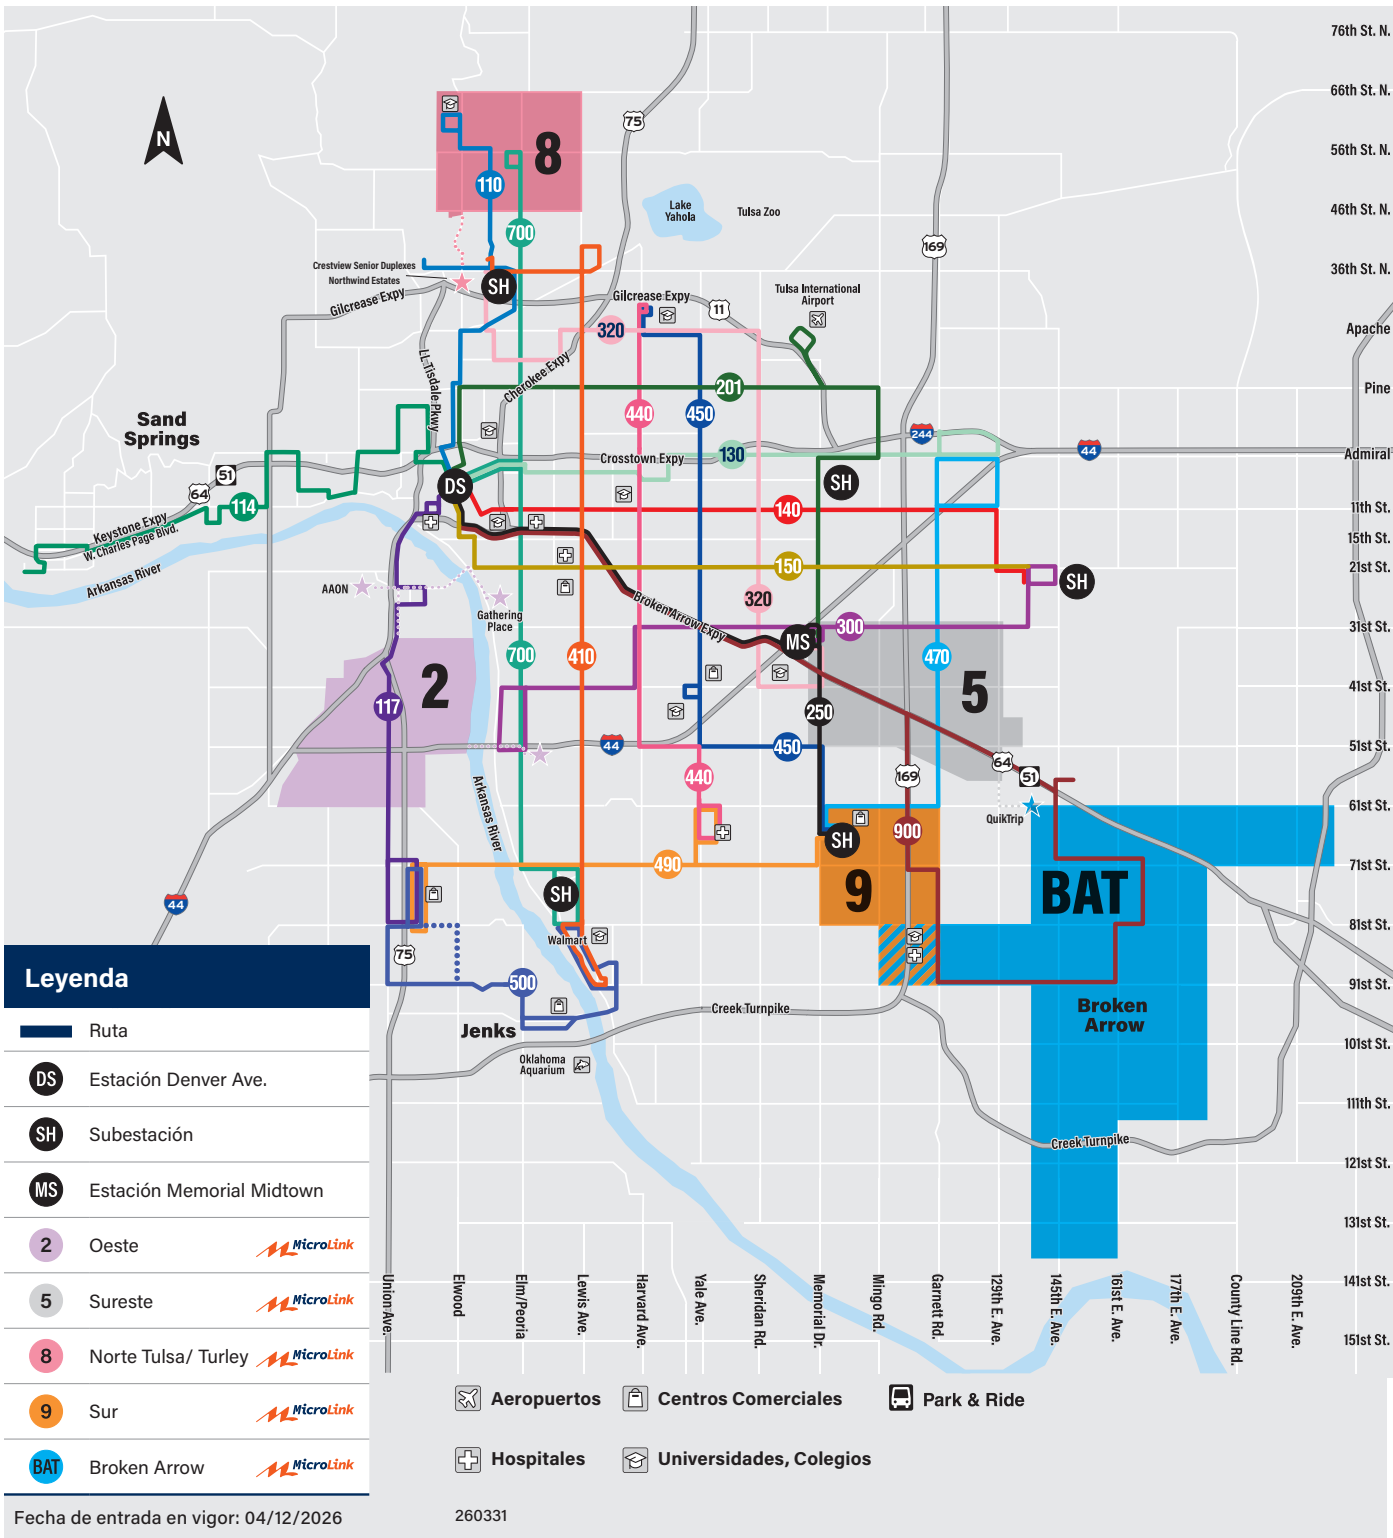 76th St. N.
66th St. N.
56th St. N.
46th St. N.
36th St. N.
Apache
Pine
Admiral
11th St.
15th St.
21st St.
31st St.
41st St.
51st St.
61st St.
71st St.
81st St.
91st St.
101st St.
111th St.
121st St.
131st St.
141st St.
151st St.
N
8
75
110
700
Lake
Yahola
Tulsa Zoo
169
Crestview Senior Duplexes
Northwind Estates
SH
Gilcrease Expy
Gilcrease Expy
11
Tulsa International
Airport
320
L.L. Tisdale Pkwy
Cherokee Expy
201
440
450
Sand
Springs
244
44
130
Crosstown Expy
51
64
114
DS
SH
140
Keystone Expy
W. Charles Page Blvd.
Arkansas River
150
SH
AAON
Gathering
Place
320
Broken Arrow Expy
MS
300
700
410
470
2
5
117
250
44
450
440
64
51
169
QuikTrip
Arkansas River
900
SH
490
9
BAT
SH
44
Walmart
75
500
Jenks
Creek Turnpike
Broken
Arrow
Oklahoma
Aquarium
Creek Turnpike
Union Ave.
Elwood
Elm/Peoria
Lewis Ave.
Harvard Ave.
Yale Ave.
Sheridan Rd.
Memorial Dr.
Mingo Rd.
Garnett Rd.
129th E. Ave.
145th E. Ave.
161st E. Ave.
177th E. Ave.
County Line Rd.
209th E. Ave.
Leyenda
Ruta
DS Estación Denver Ave.
SH Subestación
MS Estación Memorial Midtown
2 Oeste MicroLink
5 Sureste MicroLink
8 Norte Tulsa/ Turley MicroLink
9 Sur MicroLink
BAT Broken Arrow MicroLink
Fecha de entrada en vigor: 04/12/2026
Aeropuertos
Centros Comerciales
Park & Ride
Hospitales
Universidades, Colegios
260331